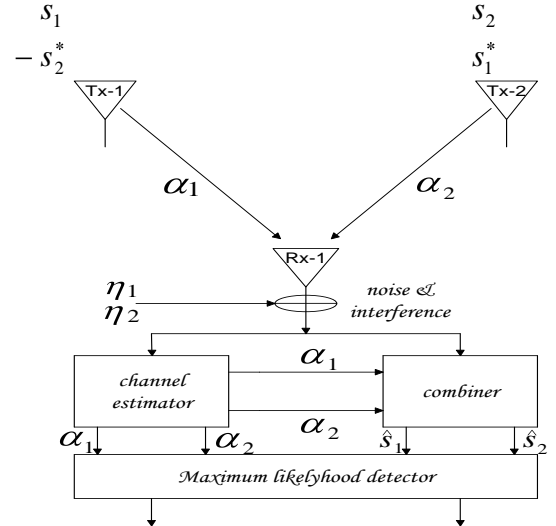 s₁ s₂
− s₂* s₁*
Tx-1 Tx-2
α₁ α₂
Rx-1
η₁
η₂
noise &
interference
channel
estimator
α₁
α₂
combiner
α₁ α₂ ŝ₁ ŝ₂
Maximum likelyhood detector